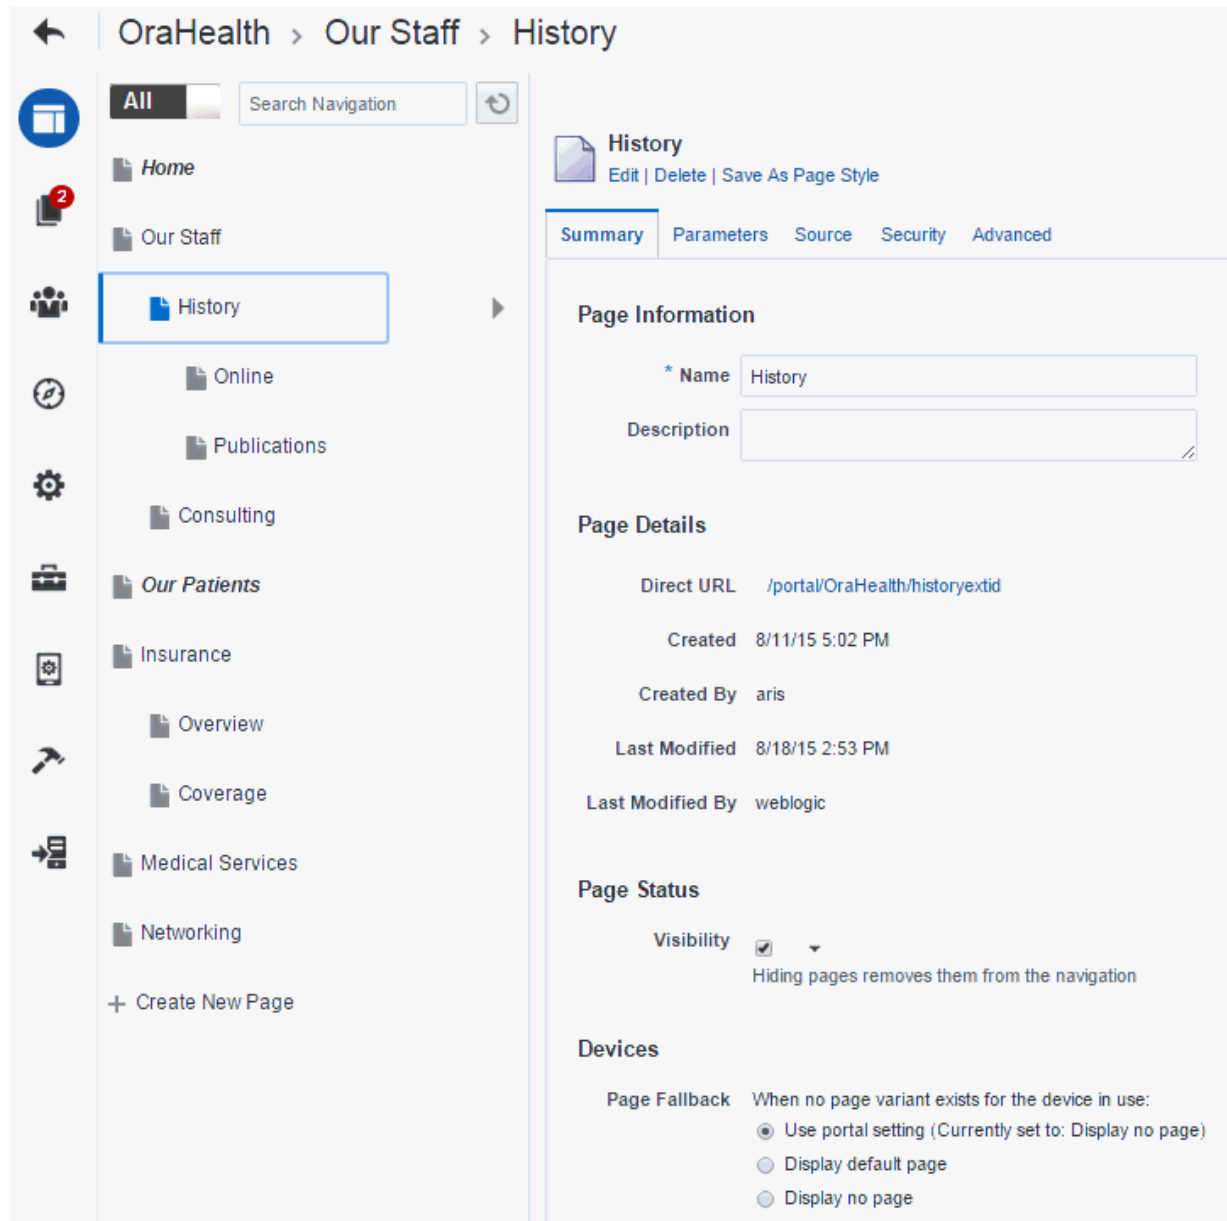 OraHealth > Our Staff > History
All
Search Navigation
2
Home
Our Staff
History
Online
Publications
Consulting
Our Patients
Insurance
Overview
Coverage
Medical Services
Networking
+ Create New Page
History
Edit | Delete | Save As Page Style
Summary Parameters Source Security Advanced
Page Information
* Name History
Description
Page Details
Direct URL /portal/OraHealth/historyextid
Created 8/11/15 5:02 PM
Created By aris
Last Modified 8/18/15 2:53 PM
Last Modified By weblogic
Page Status
Visibility
Hiding pages removes them from the navigation
Devices
Page Fallback When no page variant exists for the device in use:
Use portal setting (Currently set to: Display no page)
Display default page
Display no page